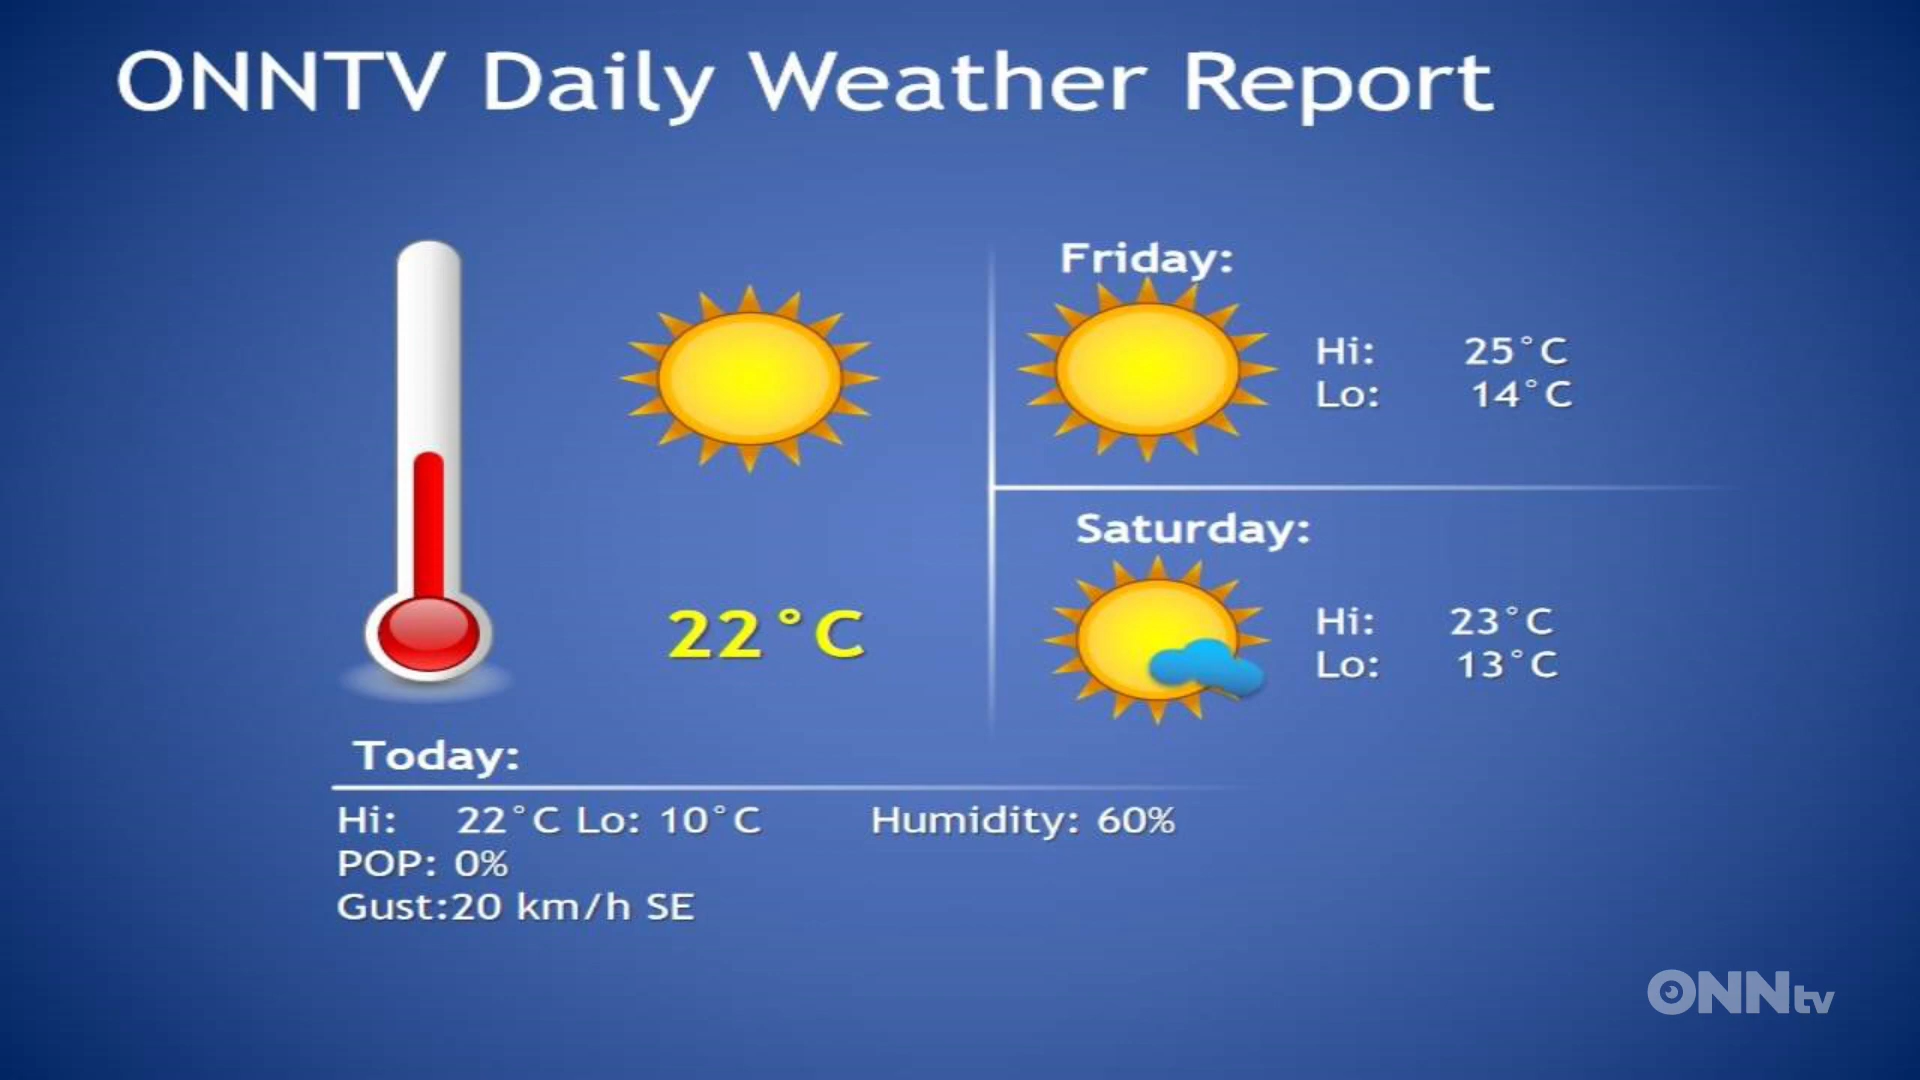 ONNTV Daily Weather Report
22°C
Today:
Hi: 22°C Lo: 10°C Humidity: 60%
POP: 0%
Gust:20 km/h SE
Friday:
Hi: 25°C
Lo: 14°C
Saturday:
Hi: 23°C
Lo: 13°C
ONNtv